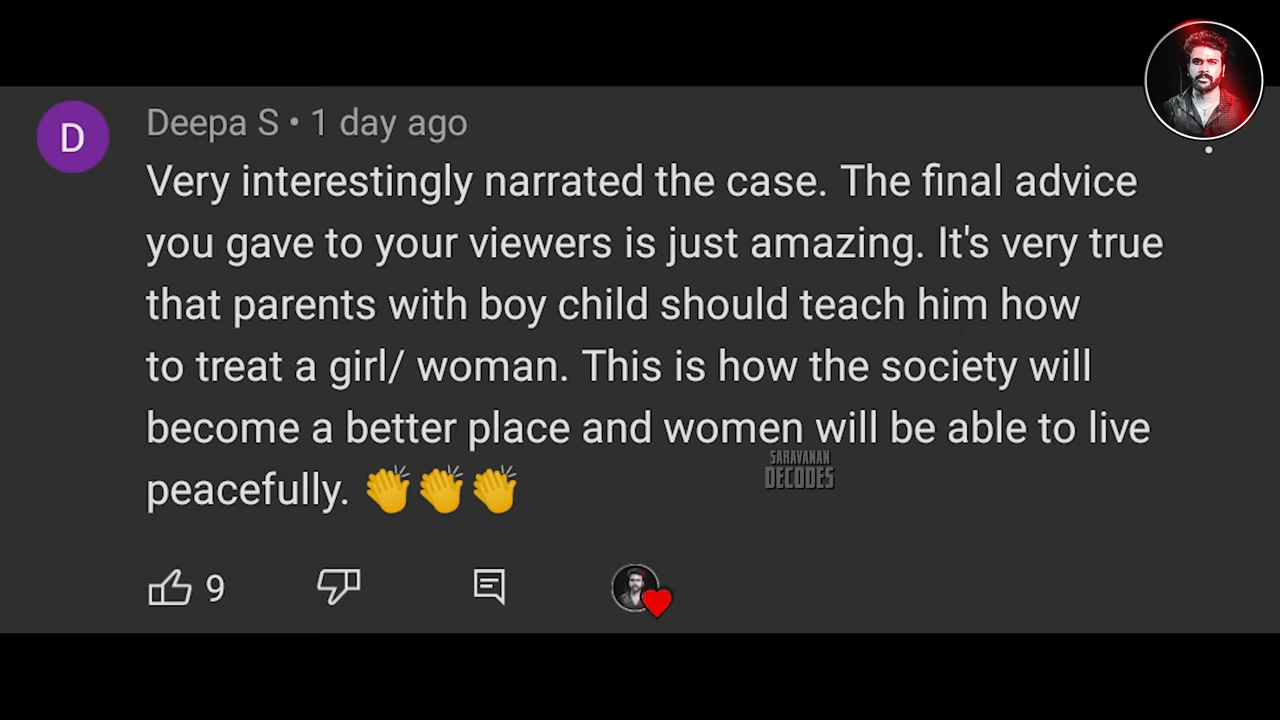 D
Deepa S • 1 day ago
Very interestingly narrated the case. The final advice
you gave to your viewers is just amazing. It's very true
that parents with boy child should teach him how
to treat a girl/ woman. This is how the society will
become a better place and women will be able to live
peacefully. 👏👏👏
SARAVANAN
DECODES
9